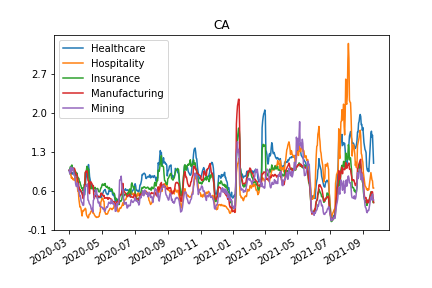 CA
Healthcare
Hospitality
Insurance
Manufacturing
Mining
2.7
2.0
1.3
0.6
-0.1
2020-03
2020-05
2020-07
2020-09
2020-11
2021-01
2021-03
2021-05
2021-07
2021-09